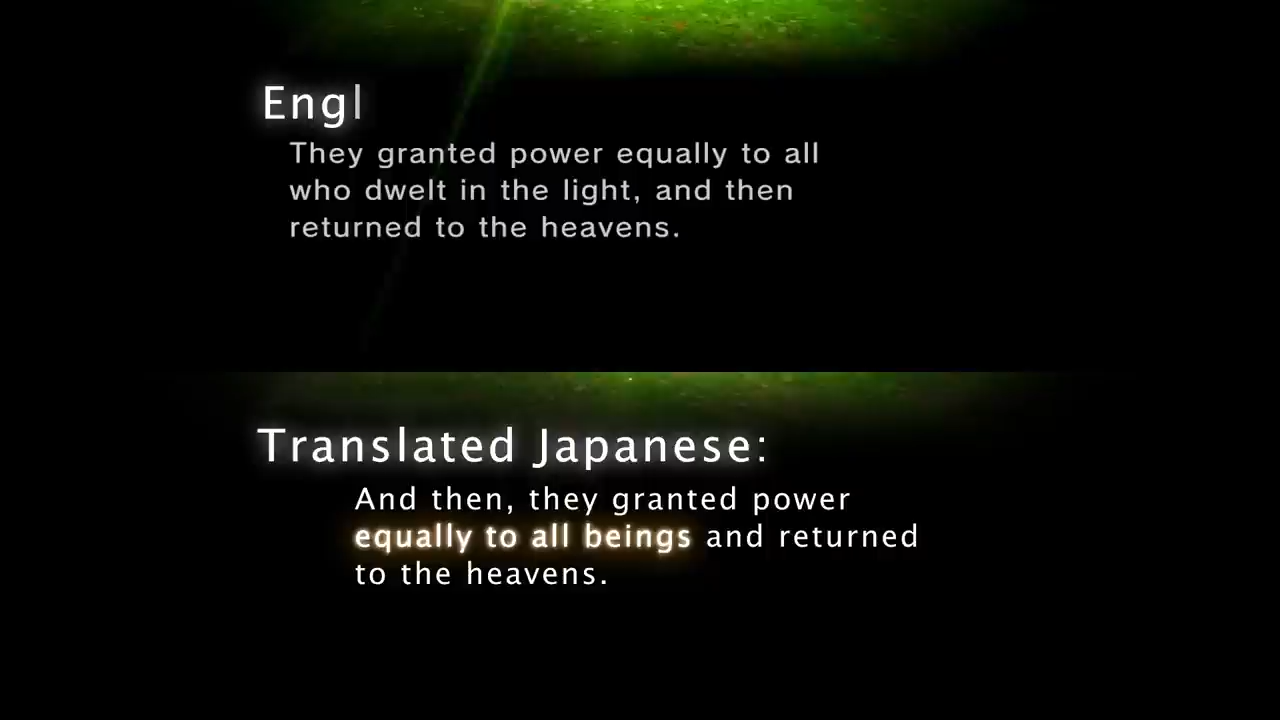 Engl
They granted power equally to all
who dwelt in the light, and then
returned to the heavens.
Translated Japanese:
And then, they granted power
equally to all beings and returned
to the heavens.